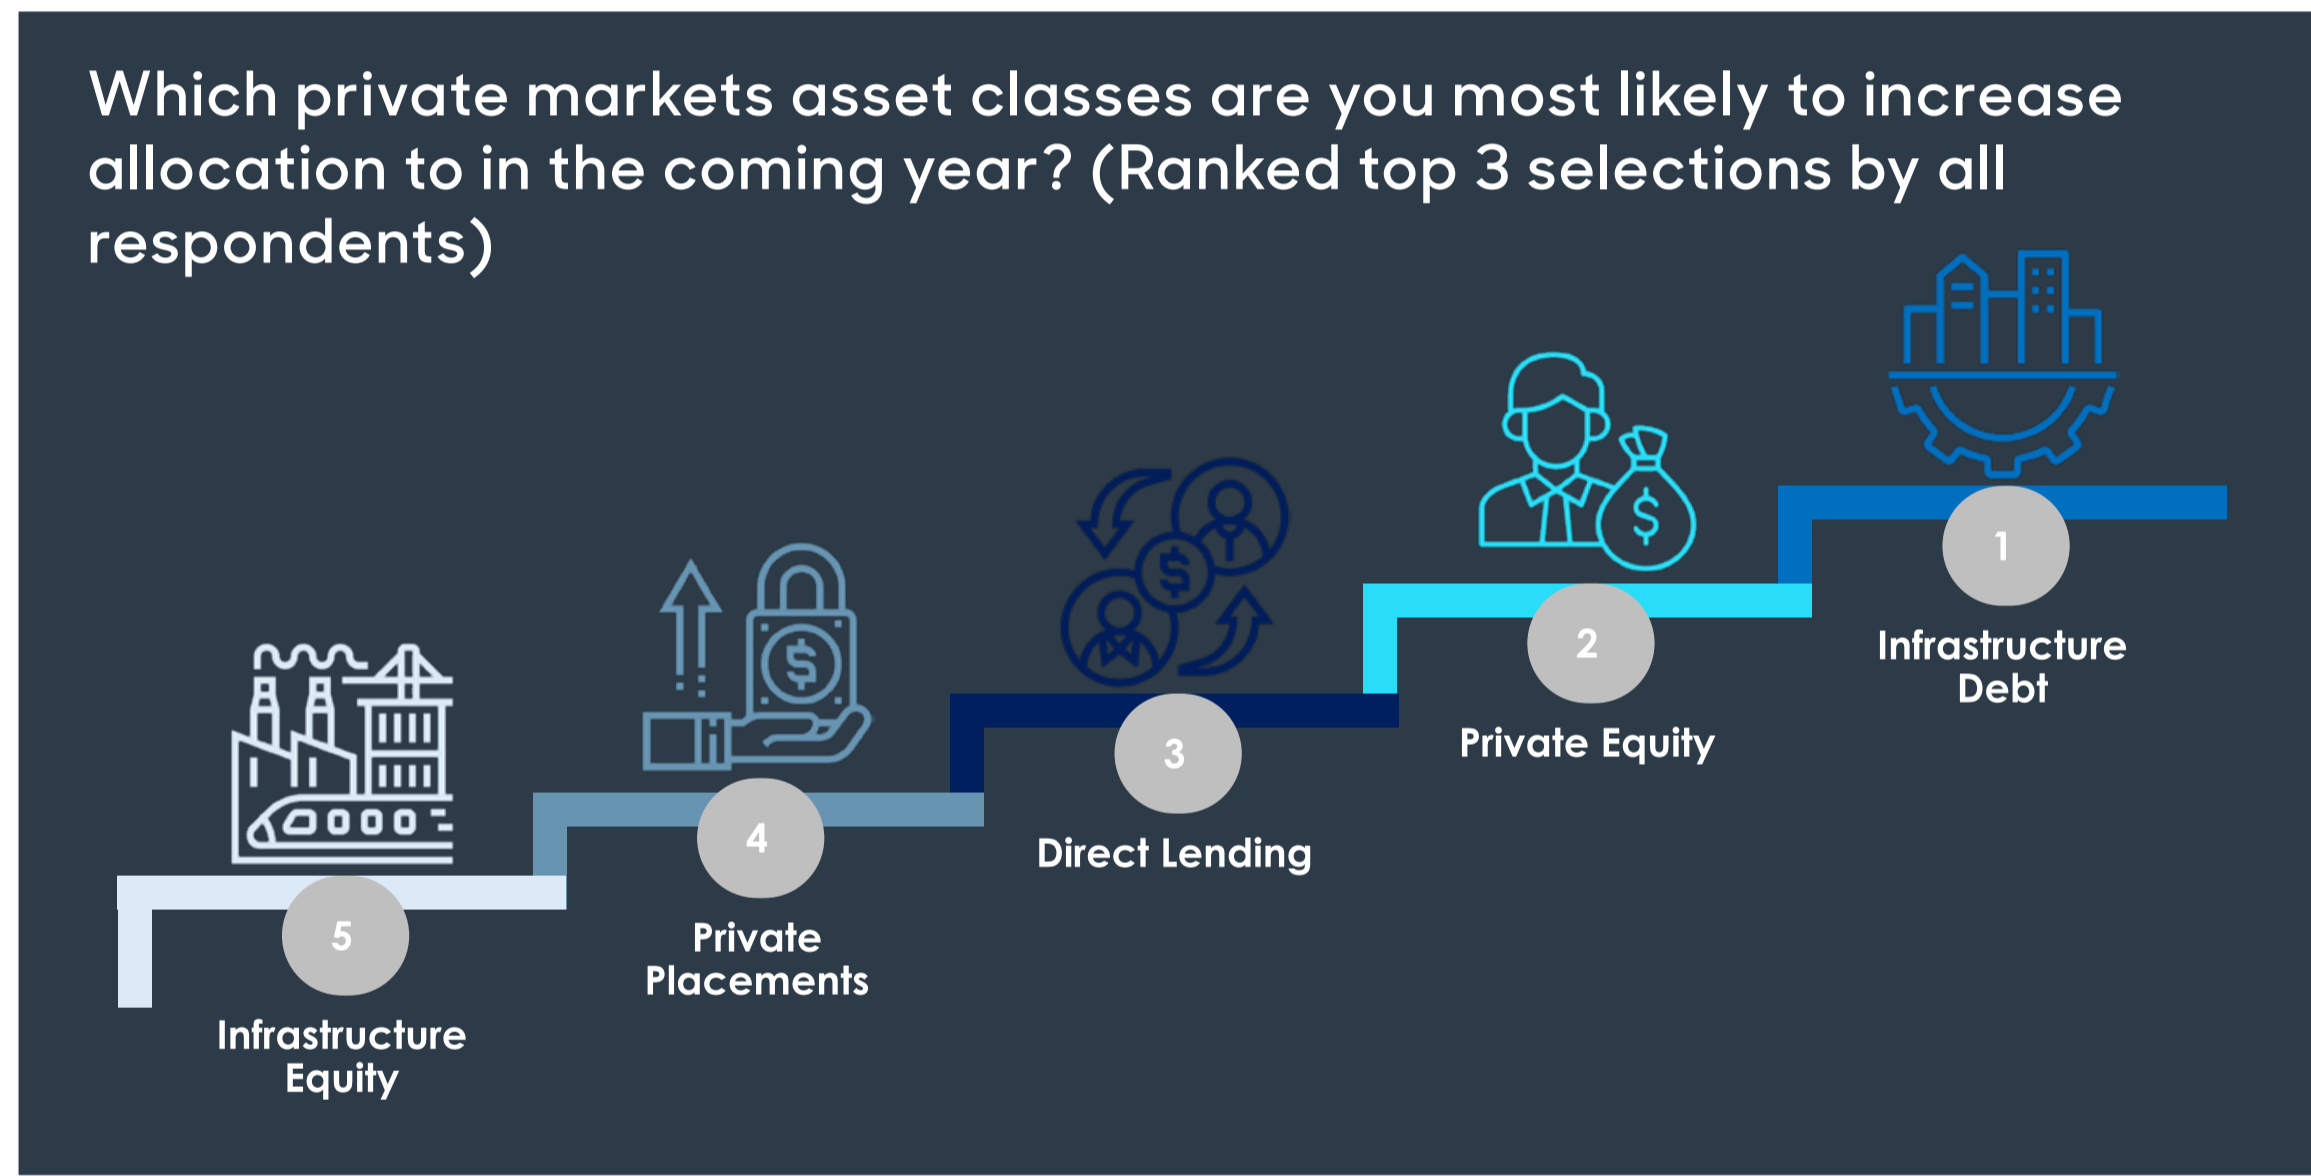 Which private markets asset classes are you most likely to increase
allocation to in the coming year? (Ranked top 3 selections by all
respondents)
5
Infrastructure
Equity
$
4
Private
Placements
$
3
Direct Lending
$
2
Private Equity
1
Infrastructure
Debt